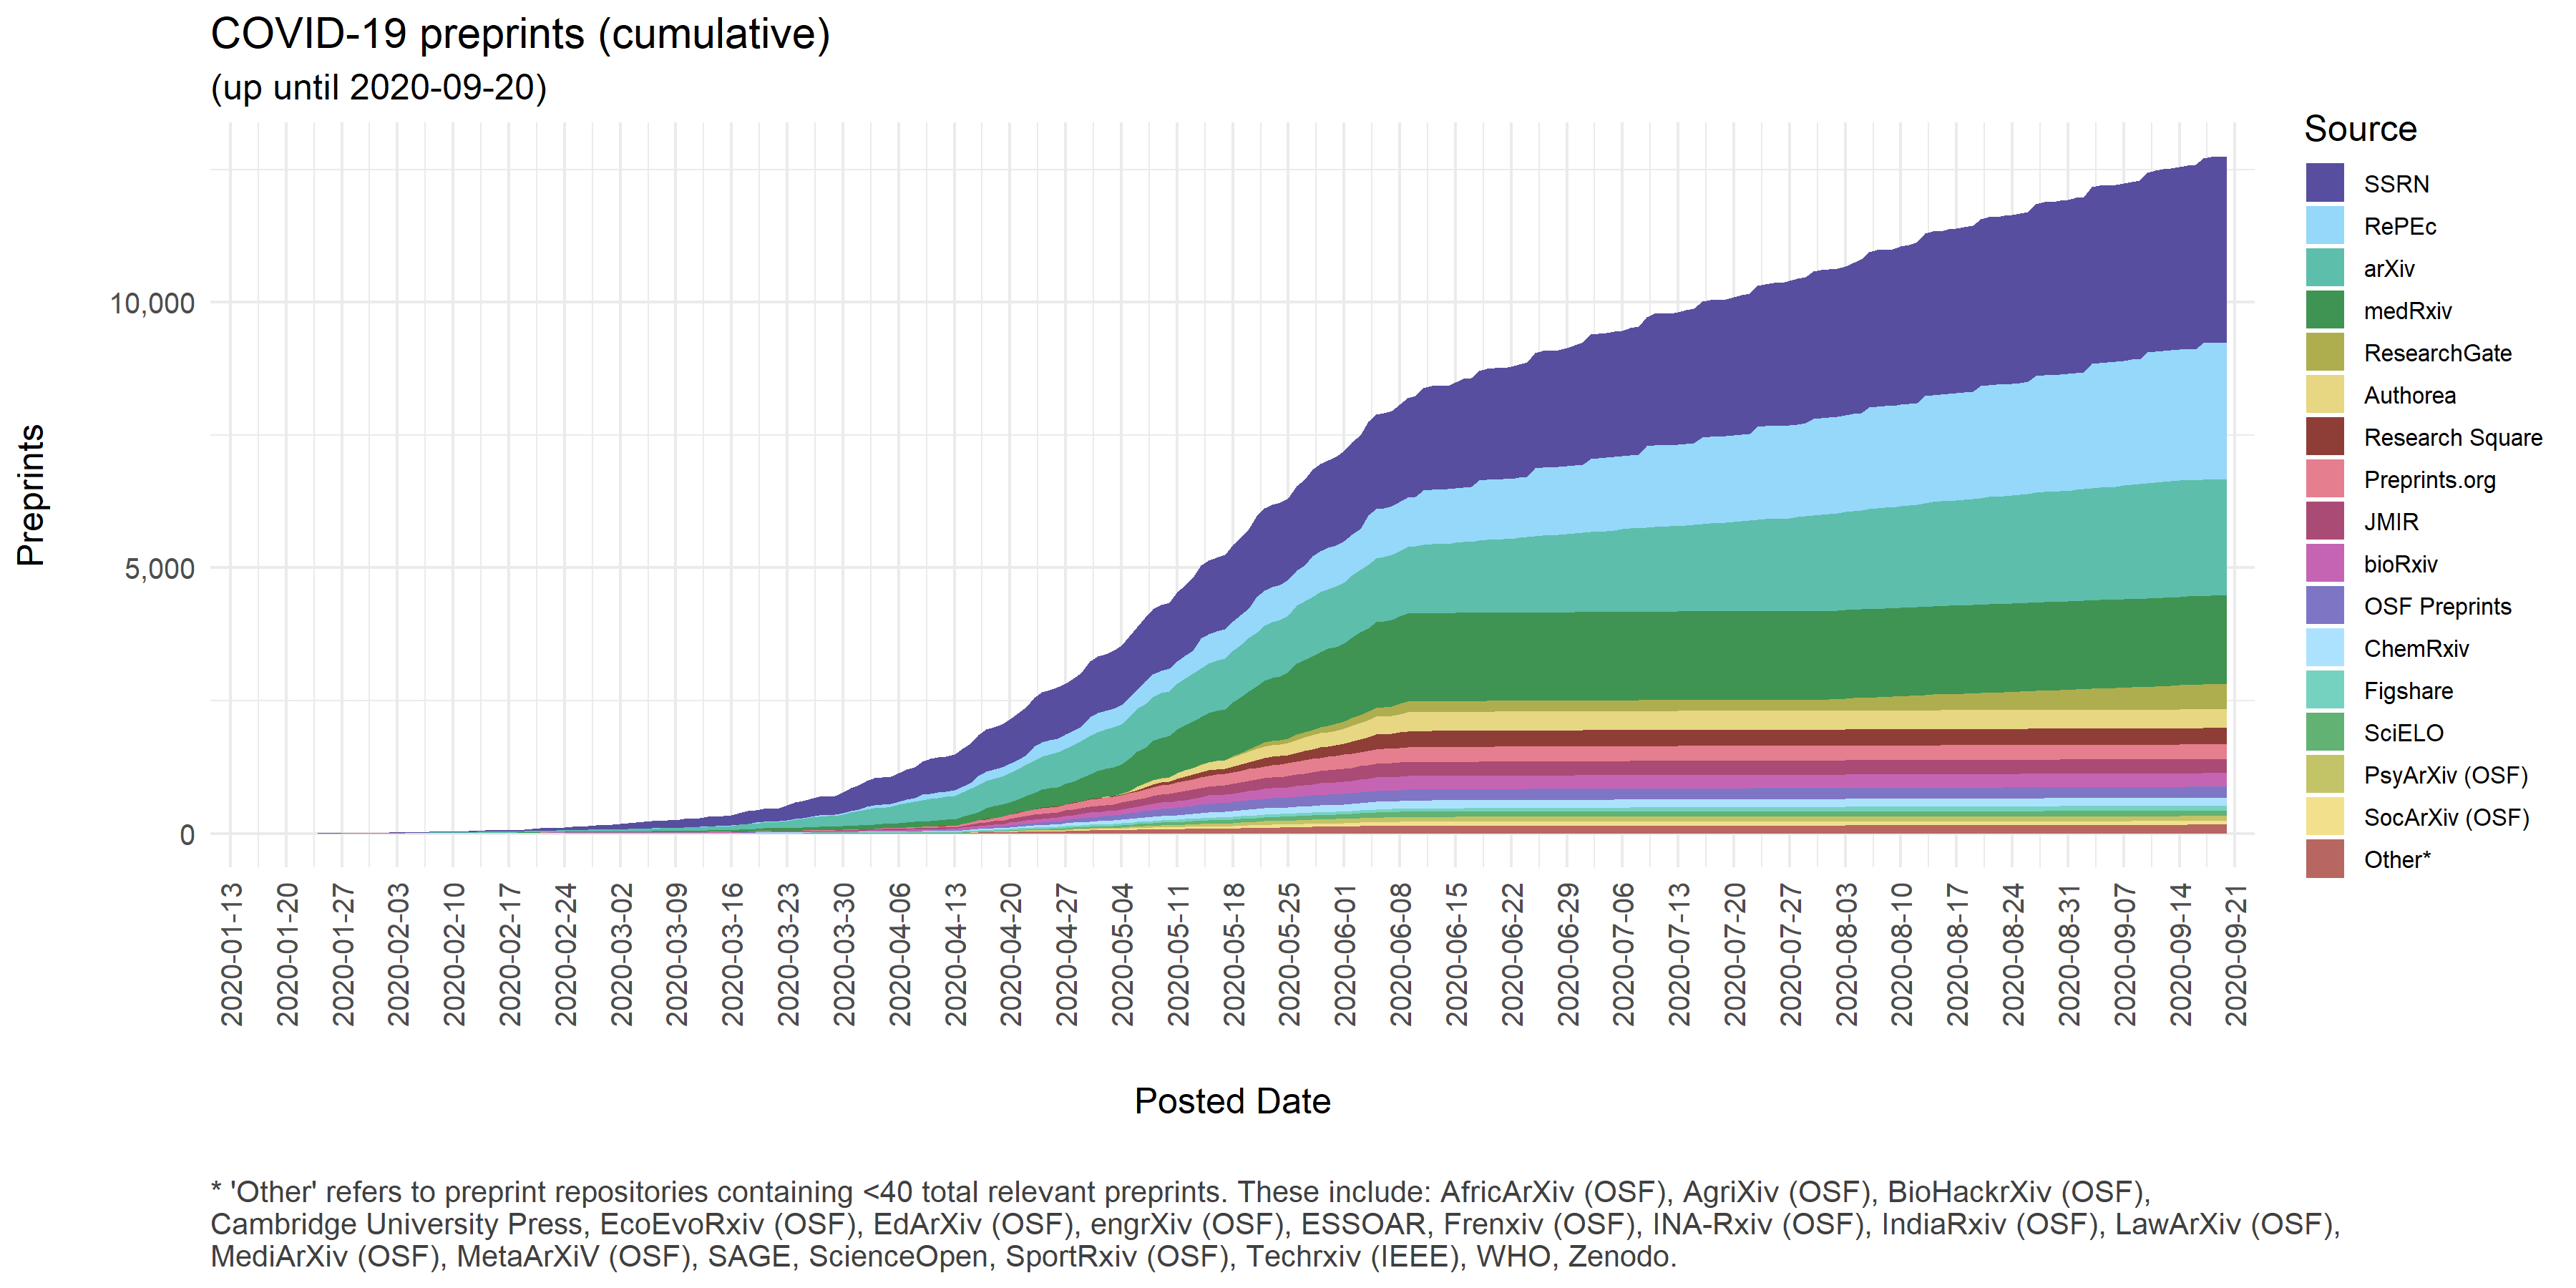 COVID-19 preprints (cumulative)
(up until 2020-09-20)
Preprints
10,000
5,000
0
2020-01-13
2020-01-20
2020-01-27
2020-02-03
2020-02-10
2020-02-17
2020-02-24
2020-03-02
2020-03-09
2020-03-16
2020-03-23
2020-03-30
2020-04-06
2020-04-13
2020-04-20
2020-04-27
2020-05-04
2020-05-11
2020-05-18
2020-05-25
2020-06-01
2020-06-08
2020-06-15
2020-06-22
2020-06-29
2020-07-06
2020-07-13
2020-07-20
2020-07-27
2020-08-03
2020-08-10
2020-08-17
2020-08-24
2020-08-31
2020-09-07
2020-09-14
2020-09-21
Posted Date
Source
SSRN
RePEc
arXiv
medRxiv
ResearchGate
Authorea
Research Square
Preprints.org
JMIR
bioRxiv
OSF Preprints
ChemRxiv
Figshare
SciELO
PsyArXiv (OSF)
SocArXiv (OSF)
Other*
* 'Other' refers to preprint repositories containing <40 total relevant preprints. These include: AfricArXiv (OSF), AgriXiv (OSF), BioHackrXiv (OSF),
Cambridge University Press, EcoEvoRxiv (OSF), EdArXiv (OSF), engrXiv (OSF), ESSOAR, Frenxiv (OSF), INA-Rxiv (OSF), IndiaRxiv (OSF), LawArXiv (OSF),
MediArXiv (OSF), MetaArXiV (OSF), SAGE, ScienceOpen, SportRxiv (OSF), Techrxiv (IEEE), WHO, Zenodo.